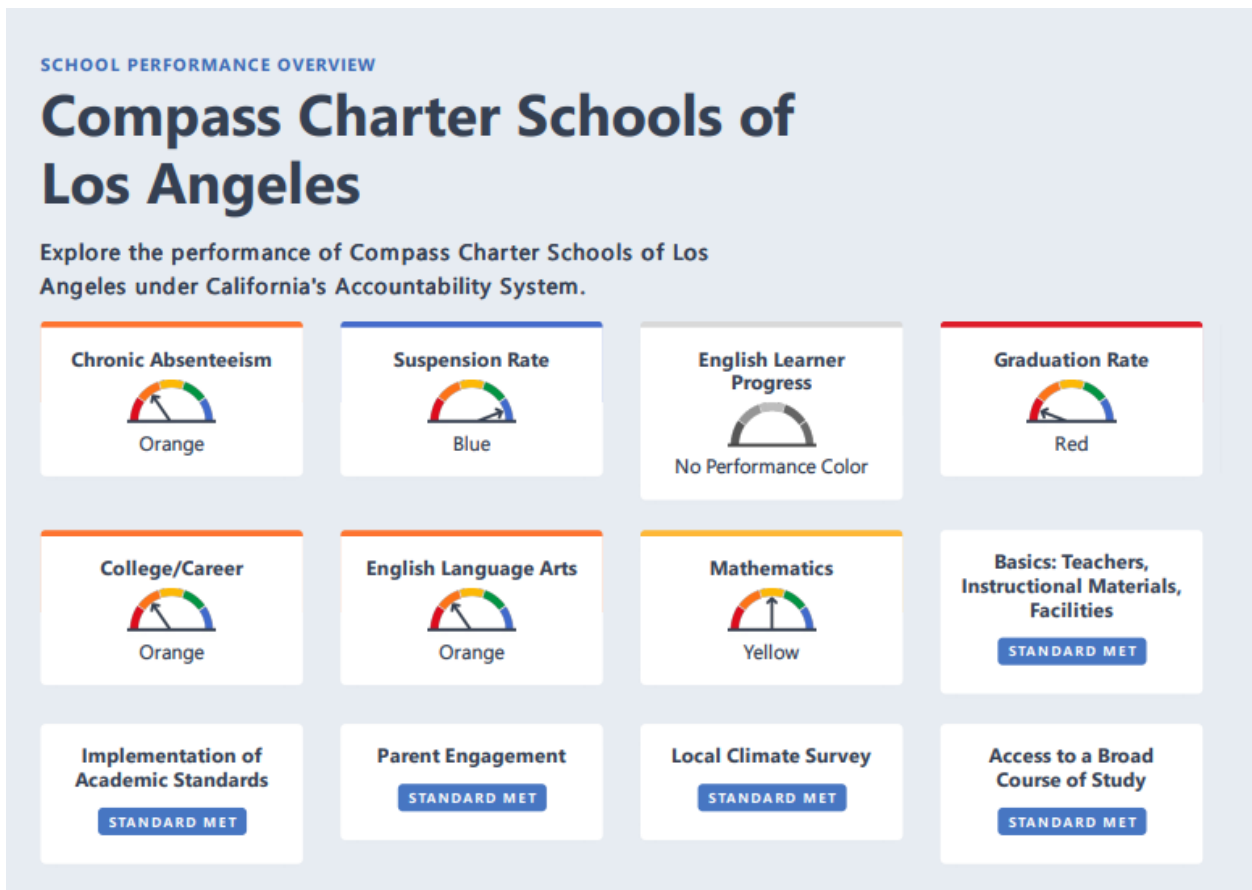 SCHOOL PERFORMANCE OVERVIEW
Compass Charter Schools of
Los Angeles
Explore the performance of Compass Charter Schools of Los
Angeles under California's Accountability System.
Chronic Absenteeism
Orange
Suspension Rate
Blue
English Learner
Progress
No Performance Color
Graduation Rate
Red
College/Career
Orange
English Language Arts
Orange
Mathematics
Yellow
Basics: Teachers,
Instructional Materials,
Facilities
STANDARD MET
Implementation of
Academic Standards
STANDARD MET
Parent Engagement
STANDARD MET
Local Climate Survey
STANDARD MET
Access to a Broad
Course of Study
STANDARD MET